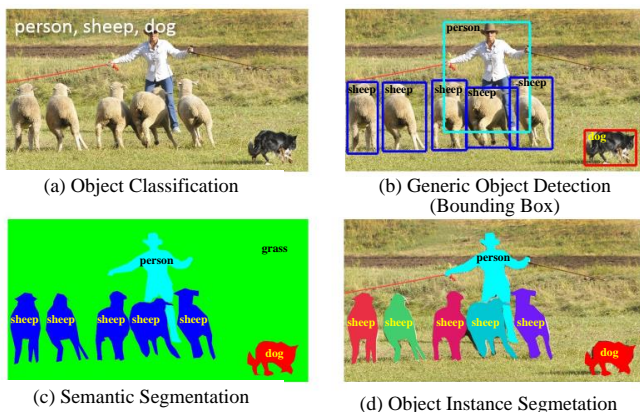 person, sheep, dog
person
sheep sheep sheep sheep sheep
dog
(a) Object Classification
(b) Generic Object Detection
(Bounding Box)
grass
person
sheep sheep sheep sheep sheep
dog
person
sheep sheep sheep sheep sheep
dog
(c) Semantic Segmentation
(d) Object Instance Segmetation